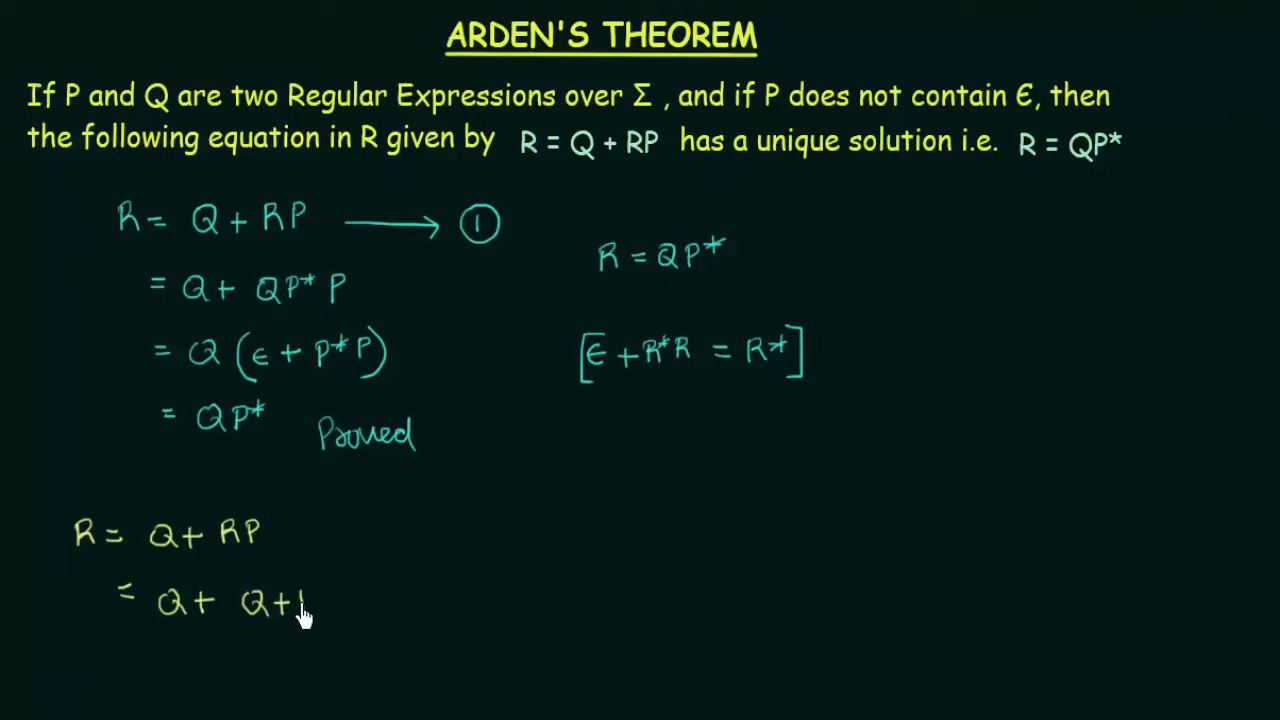 ARDEN'S THEOREM
If P and Q are two Regular Expressions over Σ , and if P does not contain Є, then
the following equation in R given by R = Q + RP has a unique solution i.e. R = QP*
R = Q + RP ⟶ ①
= Q + QP* P
= Q (ϵ + P*P)
= QP* Proved
R = QP*
[ϵ + R*R = R*]
R = Q + RP
= Q + Q +